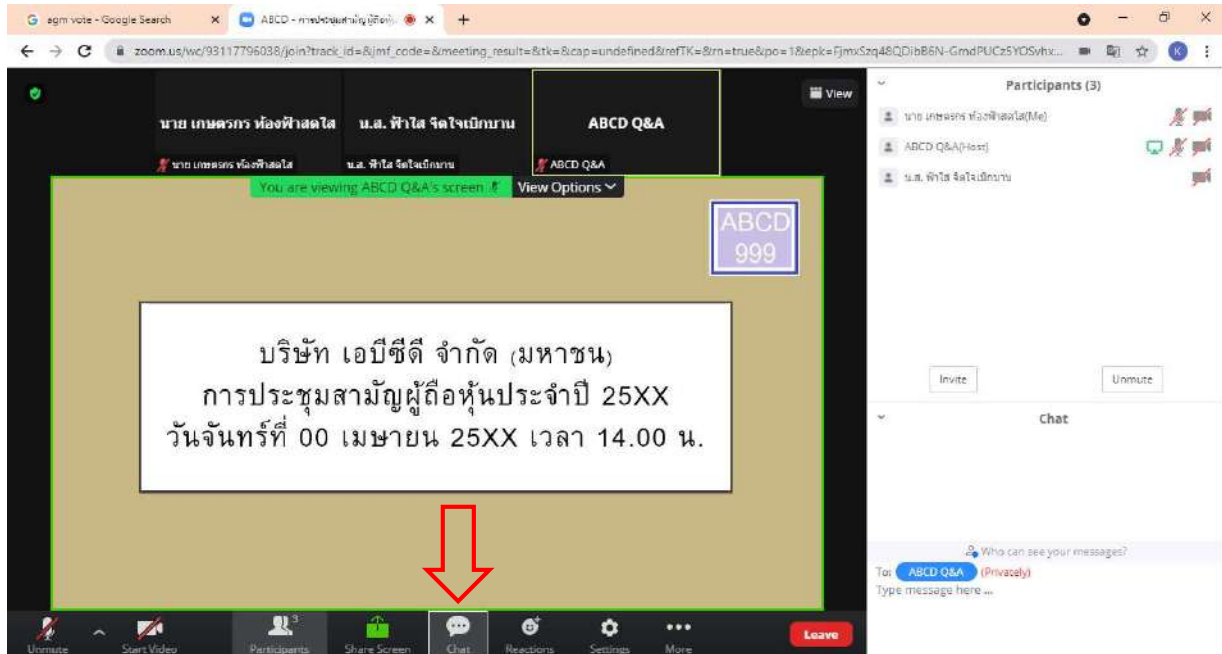 agm vote - Google Search
ABCD - การประชุมสามัญผู้ถือหุ้น
zoom.us/wc/93117796038/join?track_id=&jmf_code=&meeting_result=&tk=&cap=undefined&refTK=&rn=true&po=1&epk=
K
View
นาย เกษตรกร ท้องฟ้าสดใส
น.ส. ฟ้าใส จิตใจเบิกบาน
ABCD Q&A
นาย เกษตรกร ท้องฟ้าสดใส
น.ส. ฟ้าใส จิตใจเบิกบาน
ABCD Q&A
You are viewing ABCD Q&A's screen
View Options
ABCD
999
บริษัท เอบีซีดี จำกัด (มหาชน)
การประชุมสามัญผู้ถือหุ้นประจำปี 25XX
วันจันทร์ที่ 00 เมษายน 25XX เวลา 14.00 น.
Unmute
Start Video
3
Participants
Share Screen
Chat
Reactions
Settings
More
Leave
Participants (3)
นาย เกษตรกร ท้องฟ้าสดใส(Me)
ABCD Q&A(Host)
น.ส. ฟ้าใส จิตใจเบิกบาน
Invite
Unmute
Chat
Who can see your messages?
To: ABCD Q&A (Privately)
Type message here ...